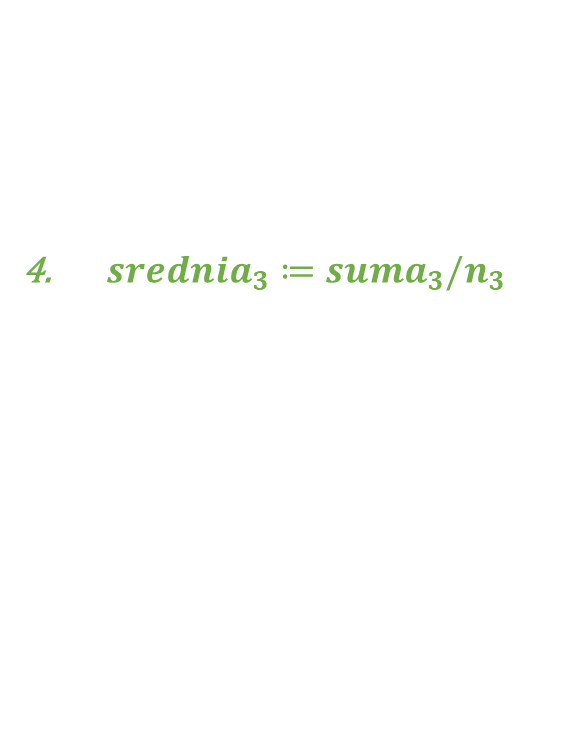 4. srednia₃ ≔ suma₃/n₃